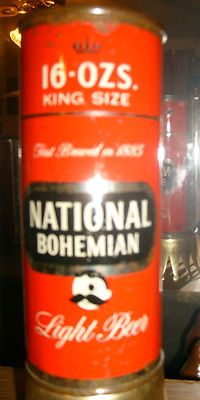 16-OZS.
KING SIZE
First Brewed in 1885
NATIONAL
BOHEMIAN
Light Beer